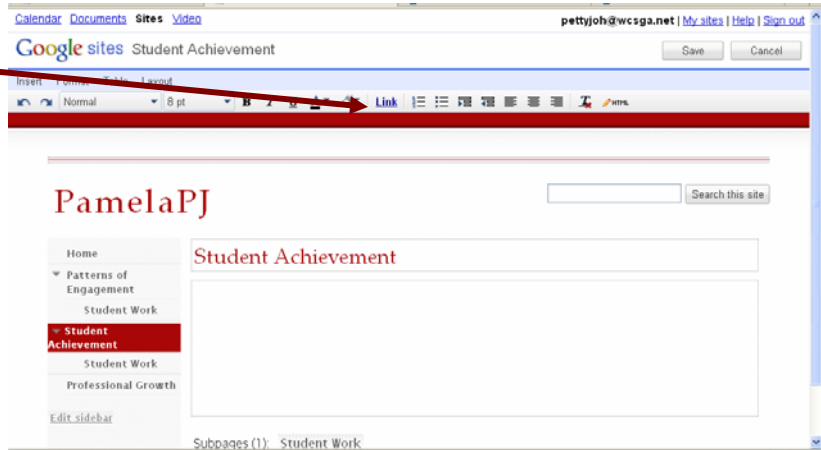 Calendar Documents Sites Video pettyjoh@wcsga.net | My sites | Help | Sign out
Google sites Student Achievement Save Cancel
Insert Format Table Layout
Normal 8 pt B I U Link HTML
PamelaPJ Search this site
Home
Student Achievement
Patterns of
Engagement
Student Work
Student
Achievement
Student Work
Professional Growth
Edit sidebar
Subpages (1): Student Work